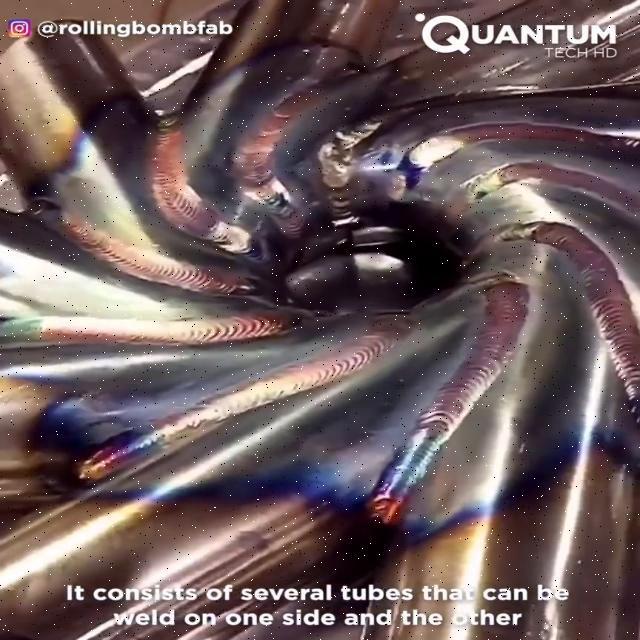 @rollingbombfab
QUANTUM
TECH HD
It consists of several tubes that can be
weld on one side and the other